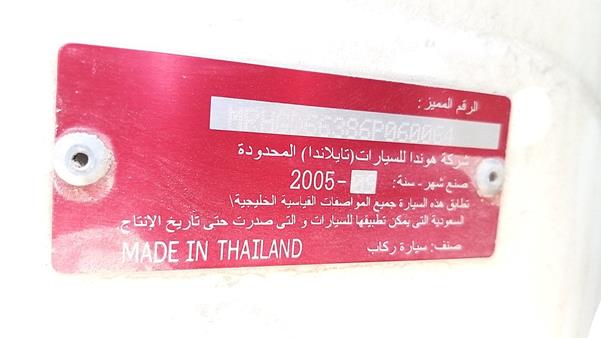 الرقم المميز :
شركة هوندا للسيارات(تايلاندا) المحدودة
صنع شهر - سنة: 2005-
تطابق هذه السيارة جميع المواصفات القياسية الخليجية/
السعودية التى يمكن تطبيقها للسيارات و التى صدرت حتى تاريخ الإنتاج
صنف: سيارة ركاب
MADE IN THAILAND